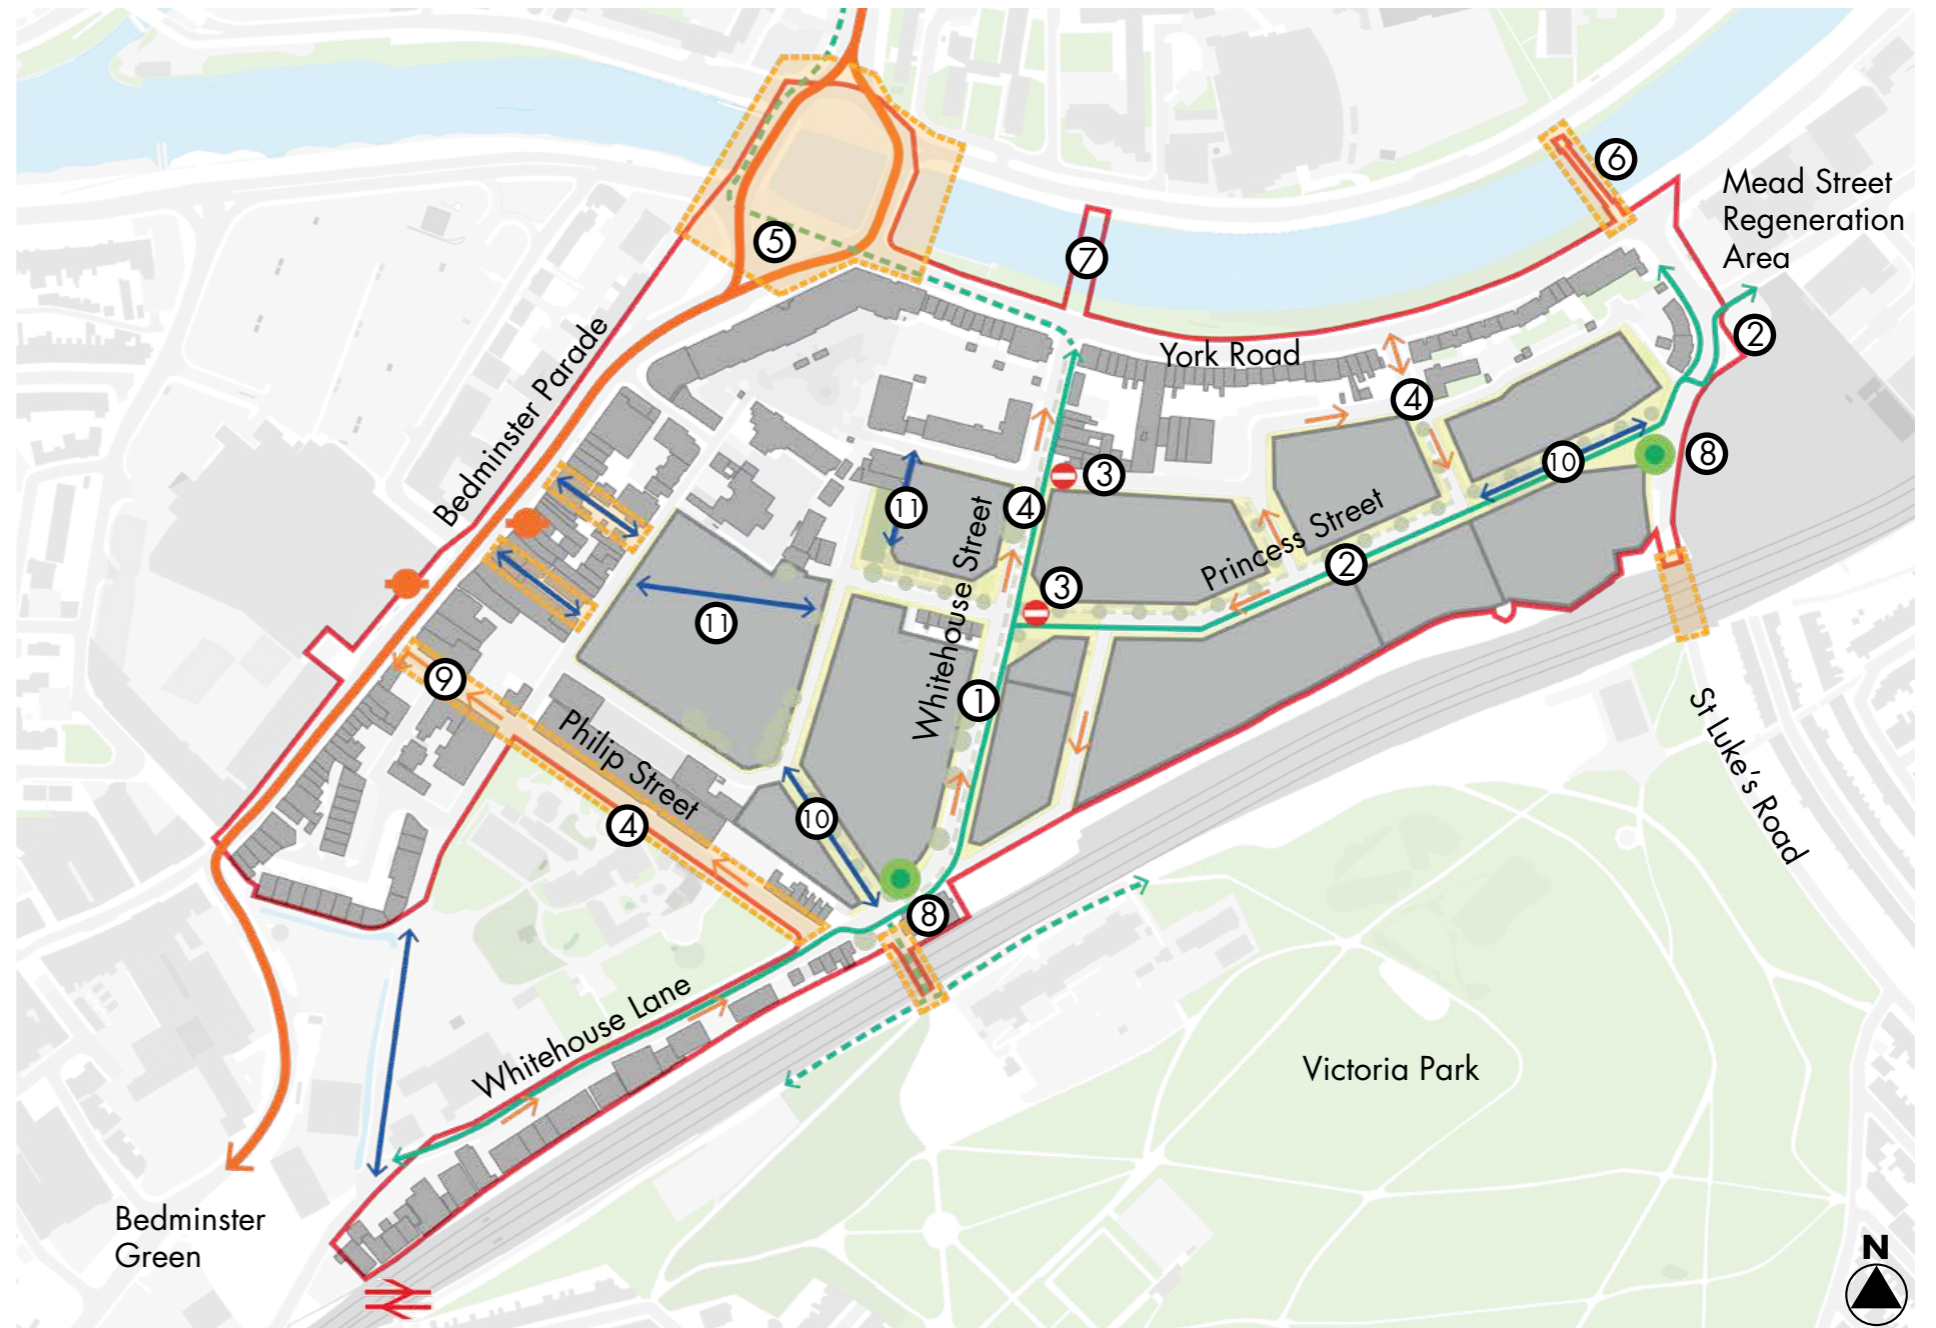 6
Mead Street
Regeneration
Area
5
7
2
York Road
Bedminster Parade
4
8
10
3
11
4
Whitehouse Street
Princess Street
2
3
11
9
1
Philip Street
St Luke's Road
4
10
8
Whitehouse Lane
Victoria Park
Bedminster
Green
N